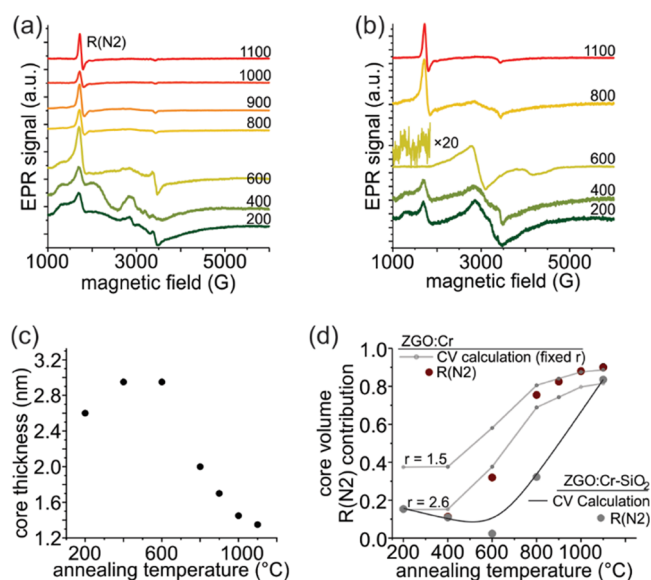 (a)
R(N2)
1100
1000
900
800
600
400
200
EPR signal (a.u.)
1000 3000 5000
magnetic field (G)
(b)
1100
800
×20
600
400
200
EPR signal (a.u.)
1000 3000 5000
magnetic field (G)
(c)
3.2
2.8
2.4
2.0
1.6
1.2
core thickness (nm)
200 600 1000
annealing temperature (°C)
(d)
ZGO:Cr
CV calculation (fixed r)
R(N2)
1.0
0.8
0.6
0.4
0.2
0.0
core volume
R(N2) contribution
r = 1.5
r = 2.6
ZGO:Cr-SiO₂
CV Calculation
R(N2)
200 400 600 800 1000
annealing temperature (°C)